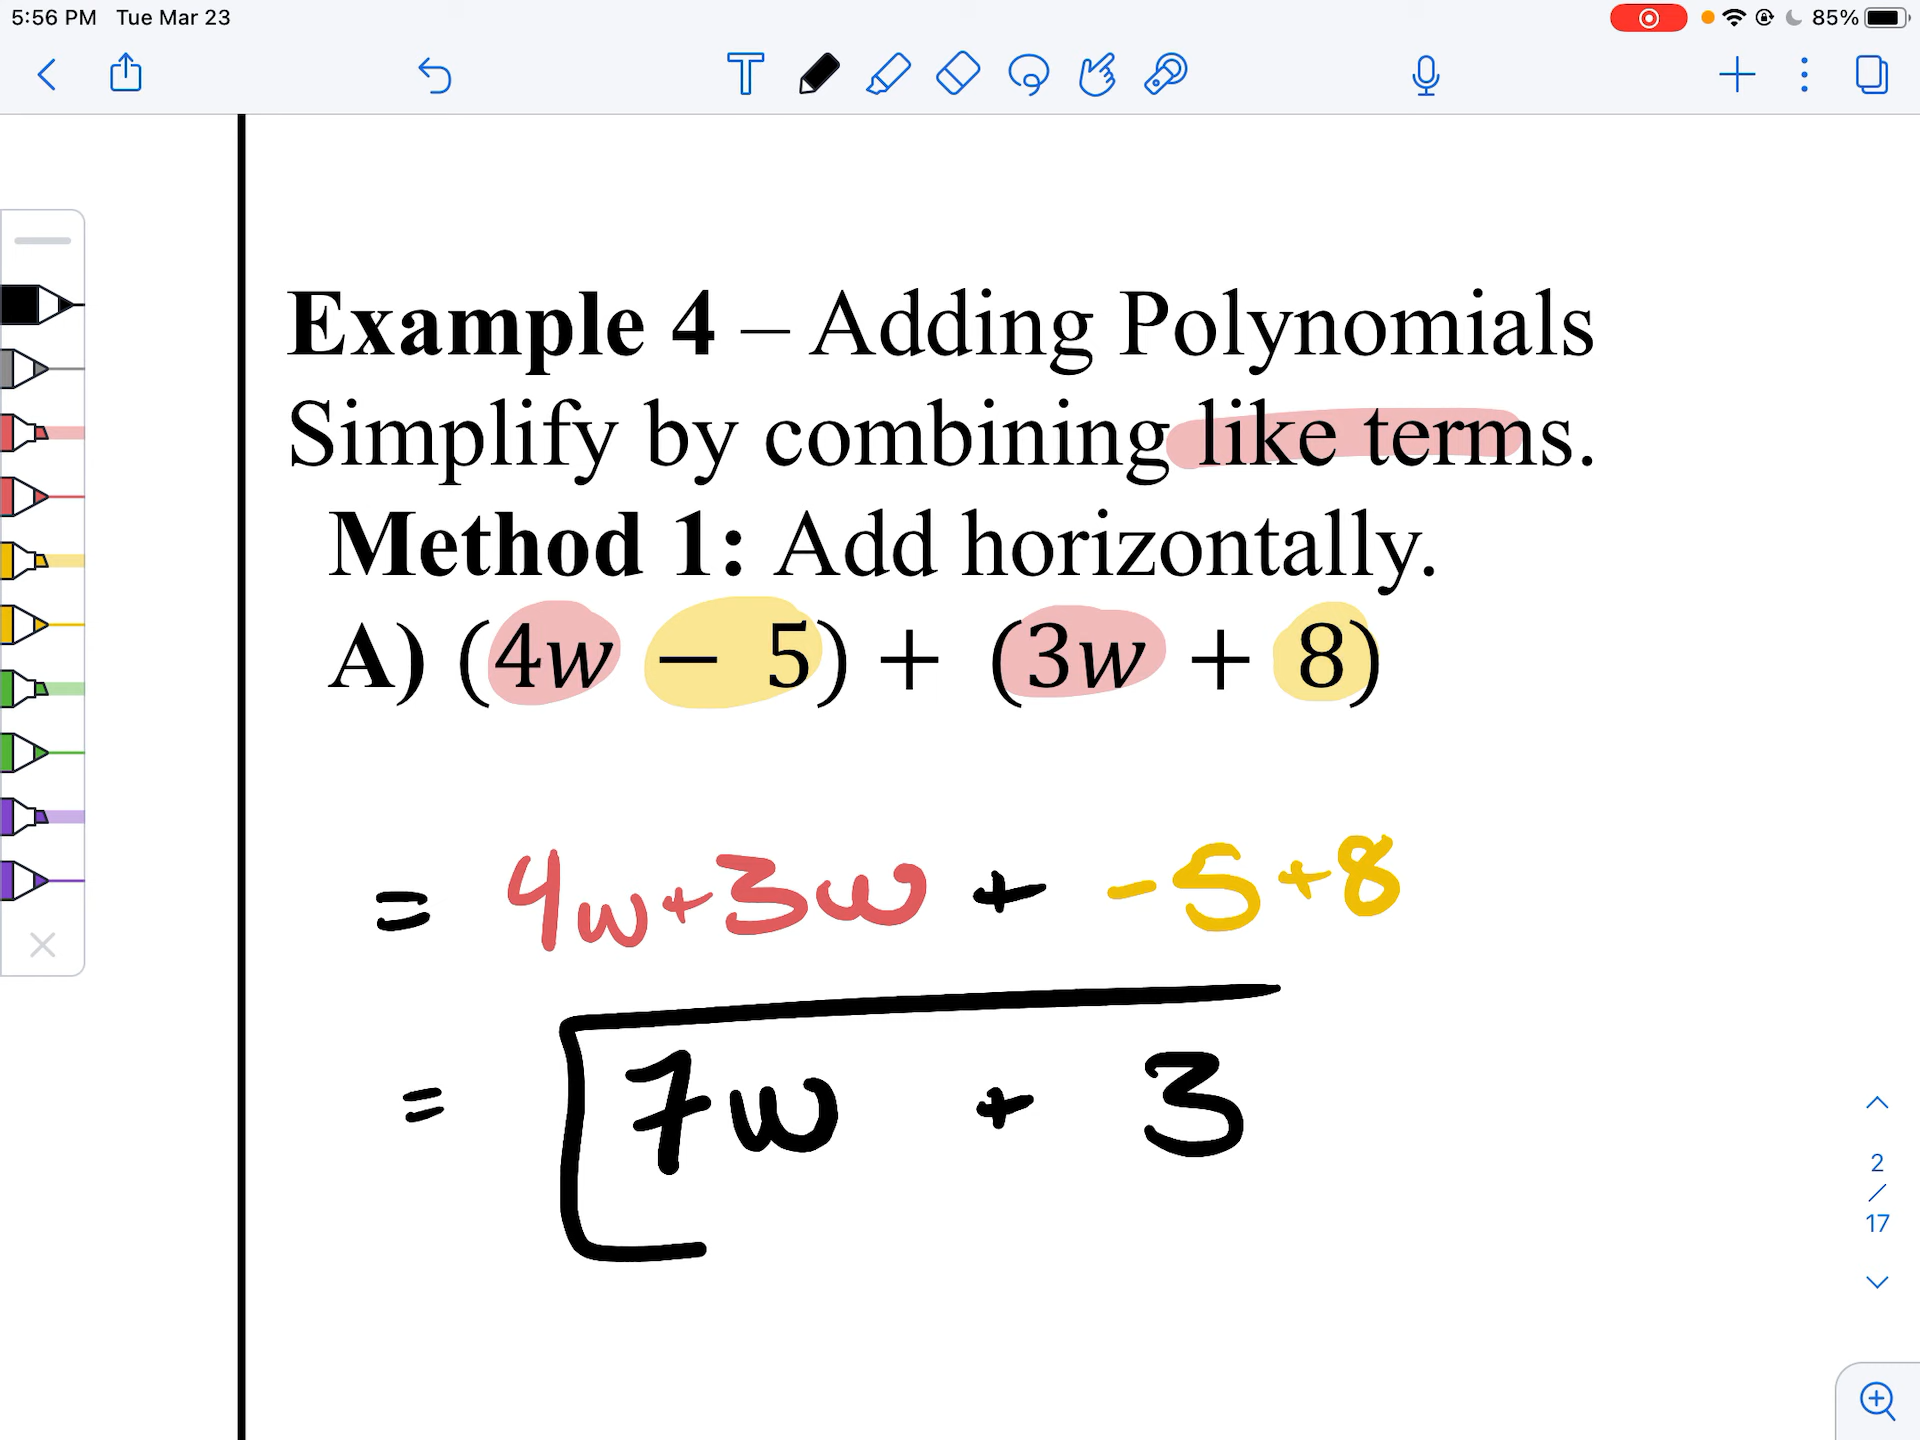 5:56 PM Tue Mar 23 85%
T
Example 4 – Adding Polynomials
Simplify by combining like terms.
Method 1: Add horizontally.
A) (4w − 5) + (3w + 8)
= 4w+3w + -5+8
= 7w + 3
2
/
17